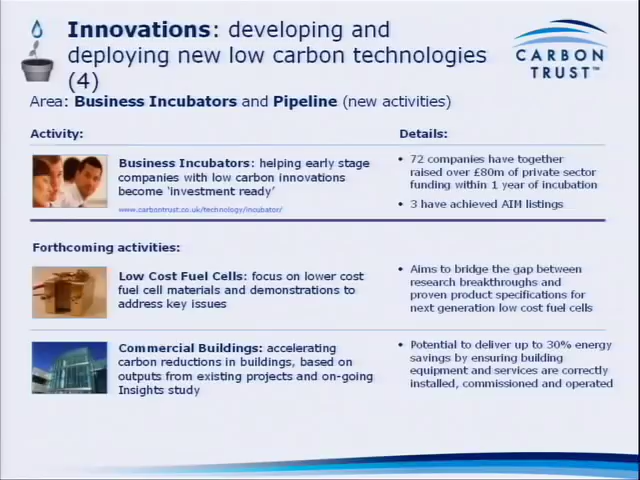 Innovations: developing and
deploying new low carbon technologies
(4)
CARBON
TRUST™
Area: Business Incubators and Pipeline (new activities)
Activity:
Details:
Business Incubators: helping early stage
companies with low carbon innovations
become ‘investment ready’
www.carbontrust.co.uk/technology/incubator/
• 72 companies have together
raised over £80m of private sector
funding within 1 year of incubation
• 3 have achieved AIM listings
Forthcoming activities:
Low Cost Fuel Cells: focus on lower cost
fuel cell materials and demonstrations to
address key issues
• Aims to bridge the gap between
research breakthroughs and
proven product specifications for
next generation low cost fuel cells
Commercial Buildings: accelerating
carbon reductions in buildings, based on
outputs from existing projects and on-going
Insights study
• Potential to deliver up to 30% energy
savings by ensuring building
equipment and services are correctly
installed, commissioned and operated